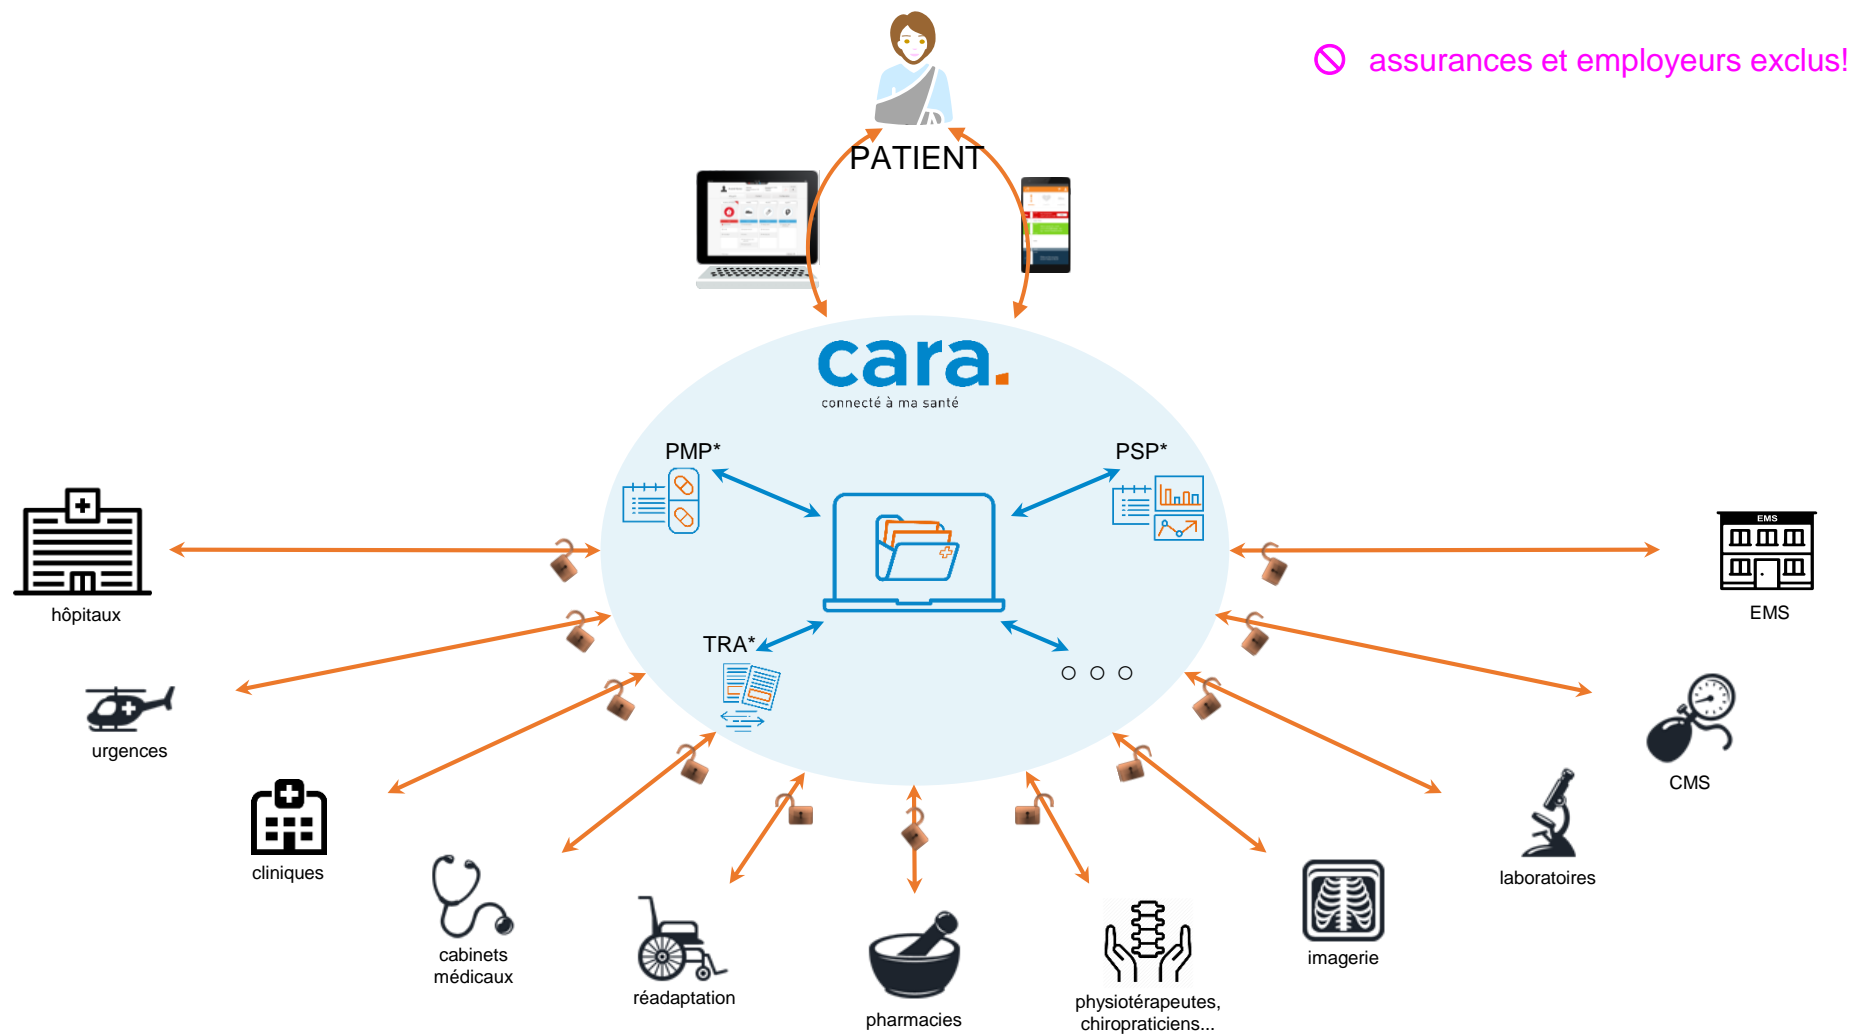 assurances et employeurs exclus!
PATIENT
cara.
connecté à ma santé
PMP*
PSP*
EMS
hôpitaux
EMS
TRA*
urgences
CMS
cliniques
laboratoires
cabinets
médicaux
imagerie
réadaptation
physiotérapeutes,
chiropraticiens...
pharmacies